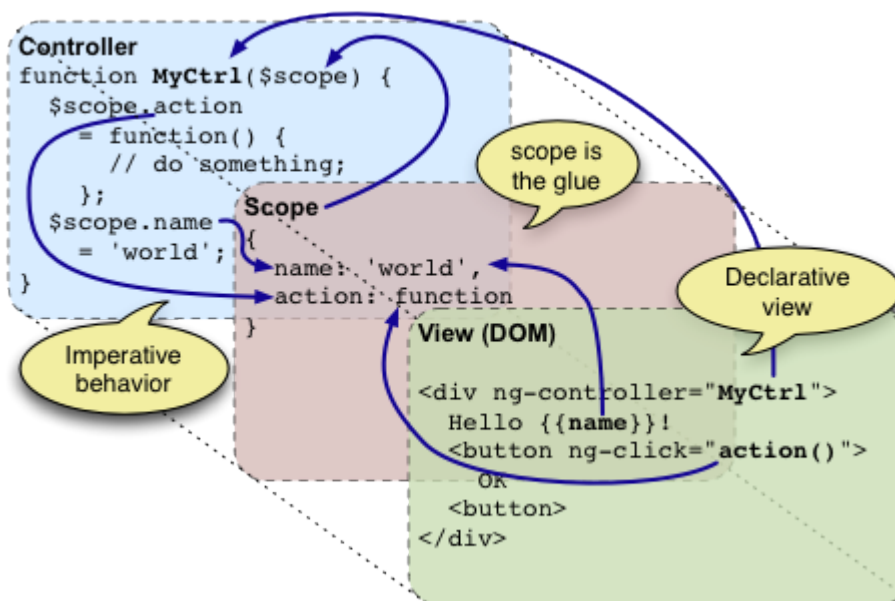 Controller
function MyCtrl($scope) {
$scope.action
= function() {
// do something;
};
$scope.name
= 'world';
}
Imperative
behavior
scope is
the glue
Scope
{
name: 'world',
action: function
}
Declarative
view
View (DOM)
<div ng-controller="MyCtrl">
Hello {{name}}!
<button ng-click="action()">
OK
<button>
</div>